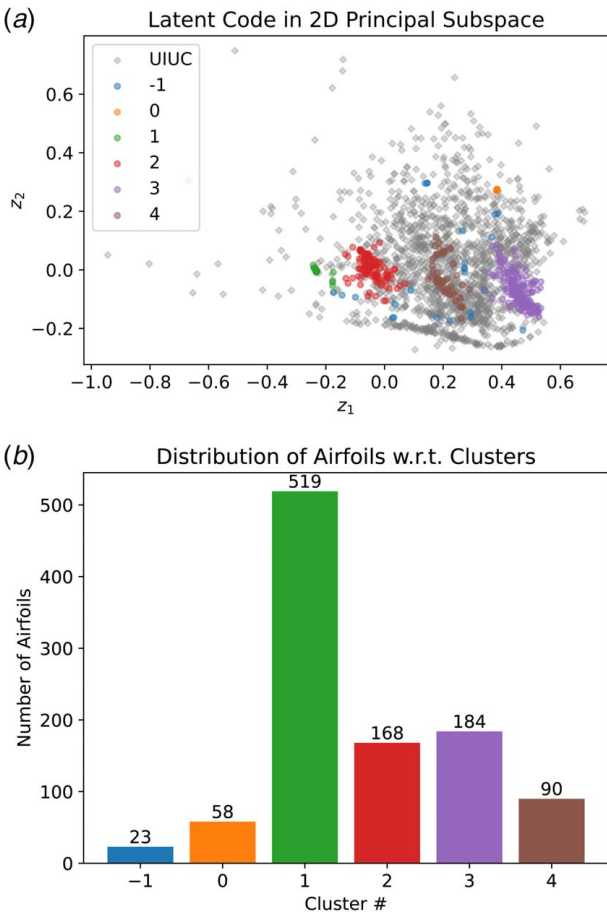 (a) Latent Code in 2D Principal Subspace
UIUC
-1
0
1
2
3
4
0.6
0.4
0.2
0.0
−0.2
z2
−1.0 −0.8 −0.6 −0.4 −0.2 0.0 0.2 0.4 0.6
z1
(b) Distribution of Airfoils w.r.t. Clusters
500
400
300
200
100
0
Number of Airfoils
23 58 519 168 184 90
−1 0 1 2 3 4
Cluster #